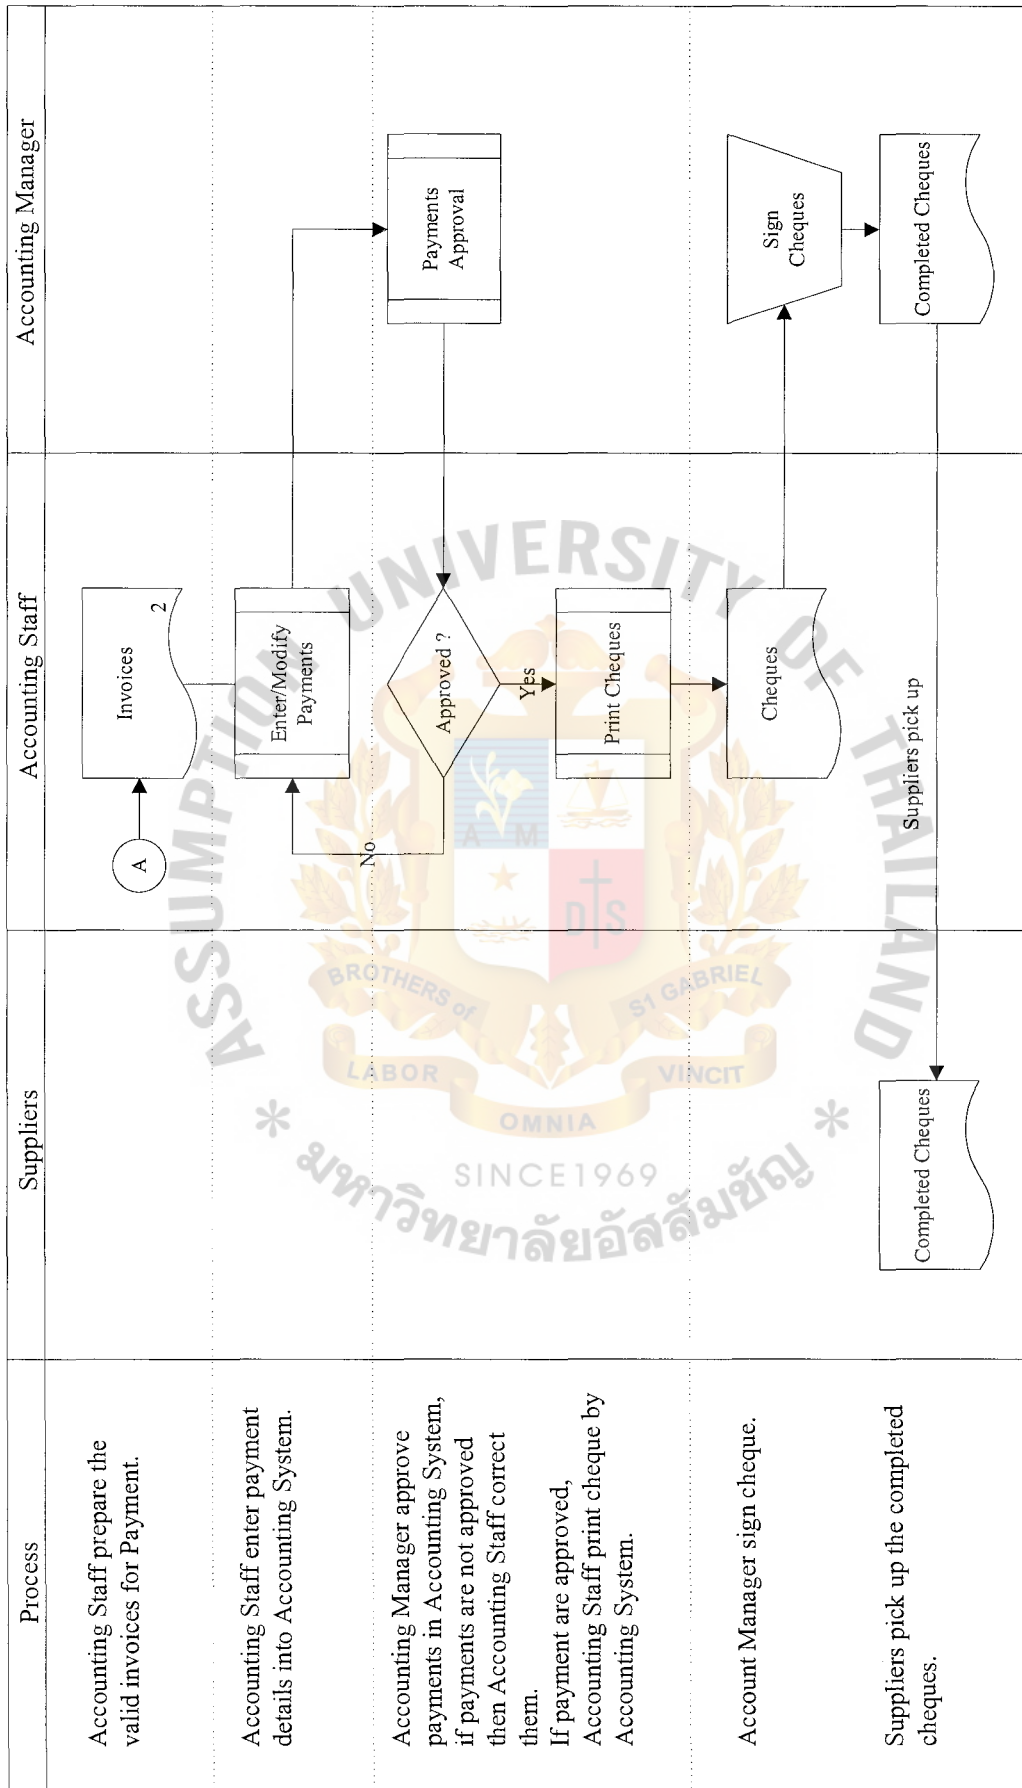 Process
Suppliers
Accounting Staff
Accounting Manager
Accounting Staff prepare the
valid invoices for Payment.
A
Invoices
2
Accounting Staff enter payment
details into Accounting System.
Enter/Modify
Payments
Accounting Manager approve
payments in Accounting System,
if payments are not approved
then Accounting Staff correct
them.
No
Approved ?
Payments
Approval
Yes
If payment are approved,
Accounting Staff print cheque by
Accounting System.
Print Cheques
Account Manager sign cheque.
Cheques
Sign
Cheques
Suppliers pick up the completed
cheques.
Completed Cheques
Suppliers pick up
Completed Cheques
ASSUMPTION UNIVERSITY OF THAILAND
A M
D S
BROTHERS of
S1 GABRIEL
LABOR
OMNIA
VINCIT
SINCE1969
* มหาวิทยาลัยอัสสัมชัญ *